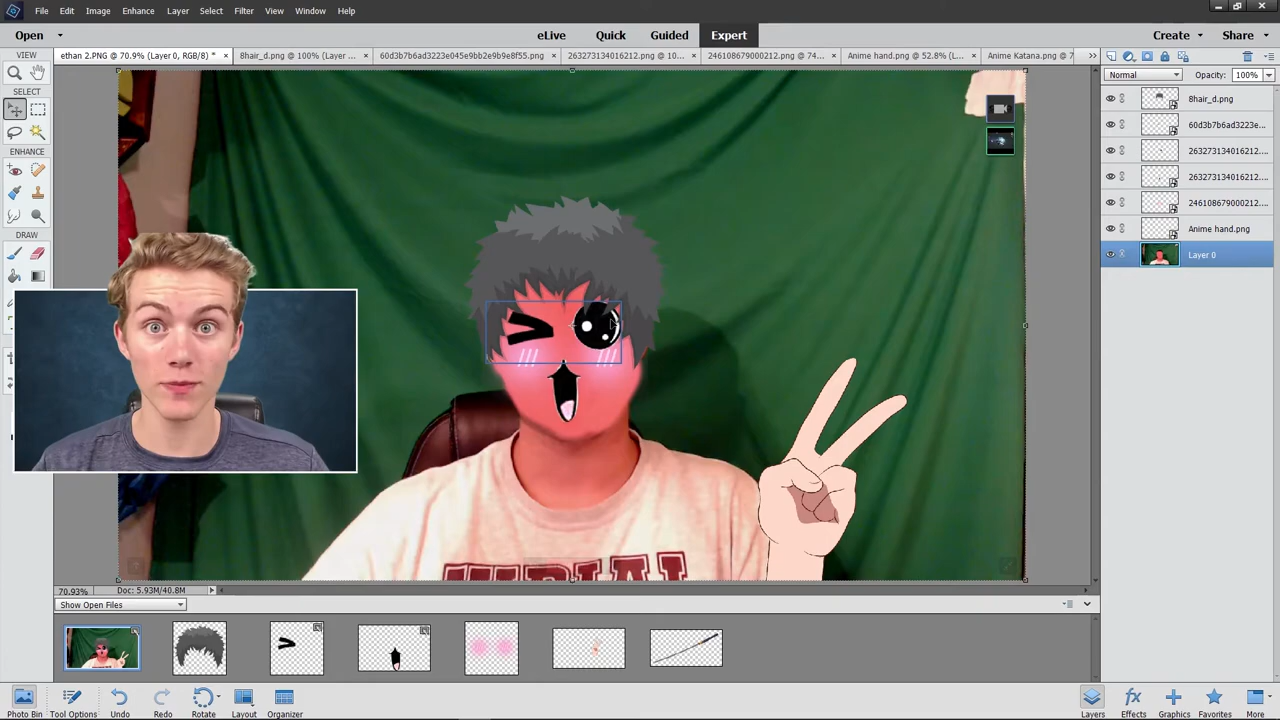 File Edit Image Enhance Layer Select Filter View Window Help
Open eLive Quick Guided Expert Create Share
VIEW
ethan 2.PNG @ 70.9% (Layer 0, RGB/8) * ×
8hair_d.png @ 100% (Layer ... ×
60d3b7b6ad3223e045e9bb2e9b9e8f55.png ×
263273134016212.png @ 10... ×
246108679000212.png @ 74... ×
Anime hand.png @ 52.8% (L... ×
Anime Katana.png @ 7
Normal Opacity: 100%
SELECT
ENHANCE
DRAW
8hair_d.png
60d3b7b6ad3223e...
263273134016212....
263273134016212....
246108679000212....
Anime hand.png
Layer 0
70.93% Doc: 5.93M/40.8M
Show Open Files
Photo Bin Tool Options Undo Redo Rotate Layout Organizer Layers Effects Graphics Favorites More